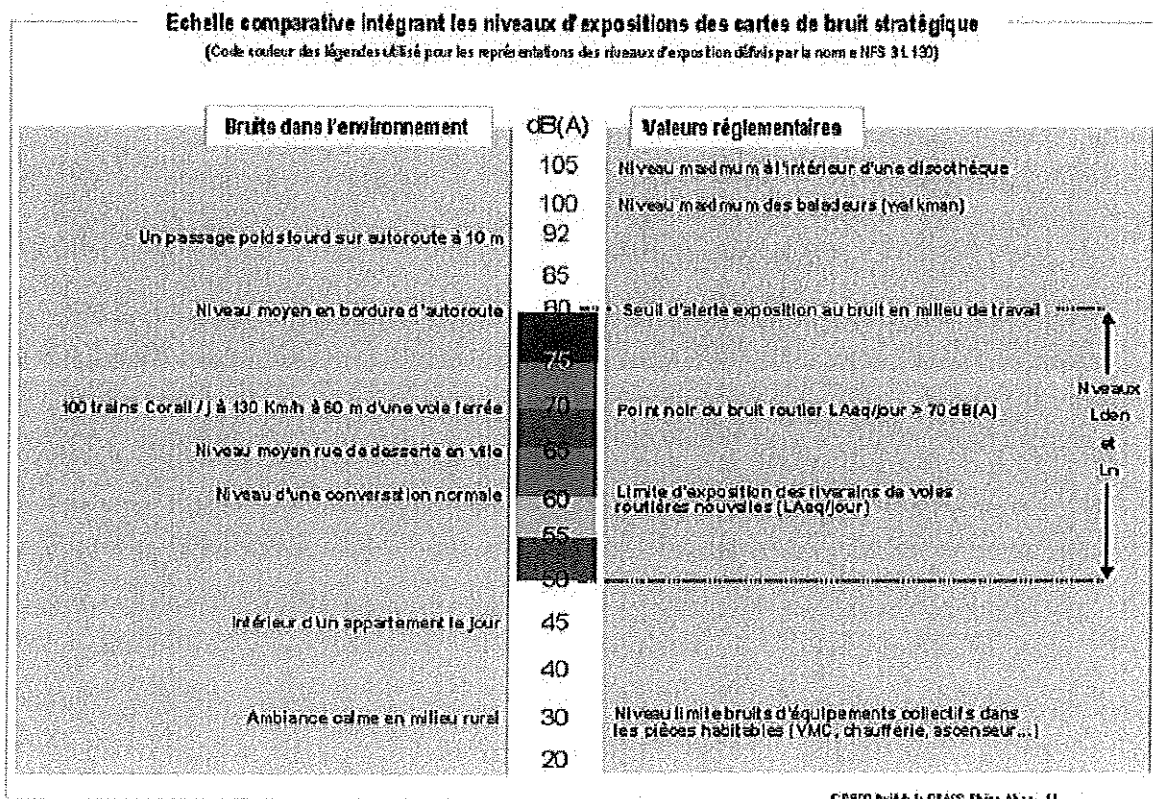 Echelle comparative intégrant les niveaux d'expositions des cartes de bruit stratégique
(Code couleur des légendes utilisé pour les représentations des niveaux d'expostion définis par la norme NFS 31.130)
Bruits dans l'environnement
dB(A)
Valeurs réglementaires
105
Niveau maximum à l'intérieur d'une discothèque
100
Niveau maximum des baladeurs (walkman)
Un passage poids lourd sur autoroute à 10 m
92
85
Niveau moyen en bordure d'autoroute
80
Seuil d'alerte exposition au bruit en milieu de travail
75
100 trains Corail / j à 130 Km/h à 60 m d'une voie ferrée
70
Point noir du bruit routier LAeq/jour > 70 dB(A)
Niveaux
Lden
et
Ln
Niveau moyen rue de desserte en ville
65
Niveau d'une conversation normale
60
Limite d'exposition des riverains de voies
routières nouvelles (LAeq/jour)
55
50
Intérieur d'un appartement le jour
45
40
Ambiance calme en milieu rural
30
Niveau limite bruits d'équipements collectifs dans
les pièces habitables (VMC, chaufferie, ascenseur...)
20